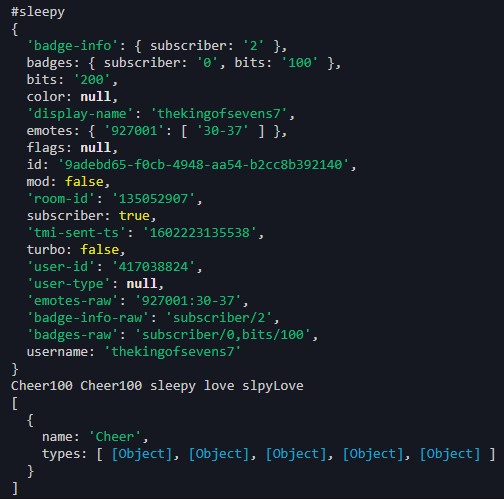 #sleepy
{
  'badge-info': { subscriber: '2' },
  badges: { subscriber: '0', bits: '100' },
  bits: '200',
  color: null,
  'display-name': 'thekingofsevens7',
  emotes: { '927001': [ '30-37' ] },
  flags: null,
  id: '9adebd65-f0cb-4948-aa54-b2cc8b392140',
  mod: false,
  'room-id': '135052907',
  subscriber: true,
  'tmi-sent-ts': '1602223135538',
  turbo: false,
  'user-id': '417038824',
  'user-type': null,
  'emotes-raw': '927001:30-37',
  'badge-info-raw': 'subscriber/2',
  'badges-raw': 'subscriber/0,bits/100',
  username: 'thekingofsevens7'
}
Cheer100 Cheer100 sleepy love slpyLove
[
  {
    name: 'Cheer',
    types: [ [Object], [Object], [Object], [Object], [Object] ]
  }
]